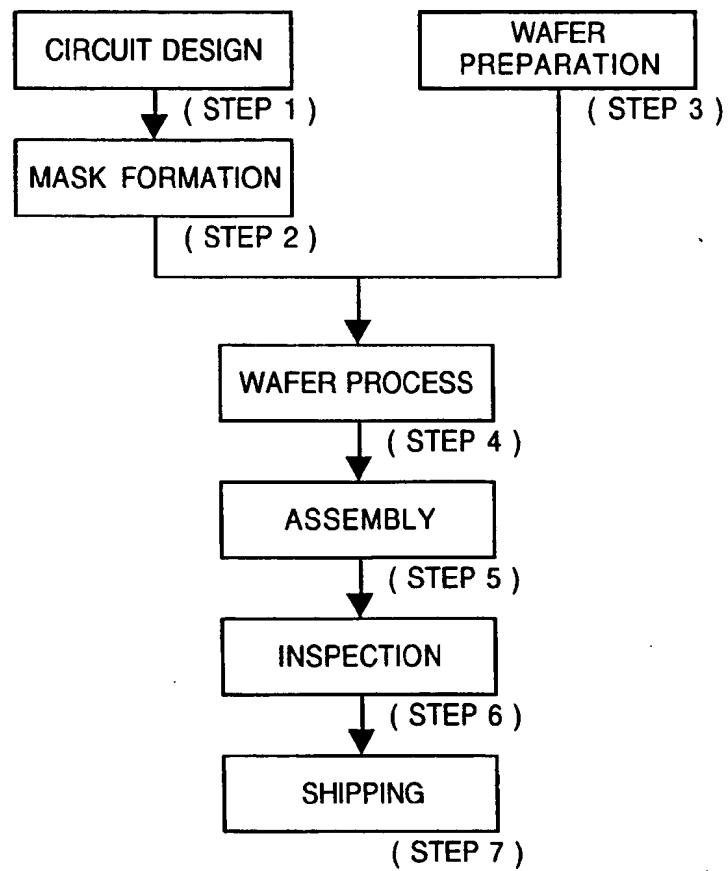 CIRCUIT DESIGN
( STEP 1 )
MASK FORMATION
( STEP 2 )
WAFER
PREPARATION
( STEP 3 )
WAFER PROCESS
( STEP 4 )
ASSEMBLY
( STEP 5 )
INSPECTION
( STEP 6 )
SHIPPING
( STEP 7 )